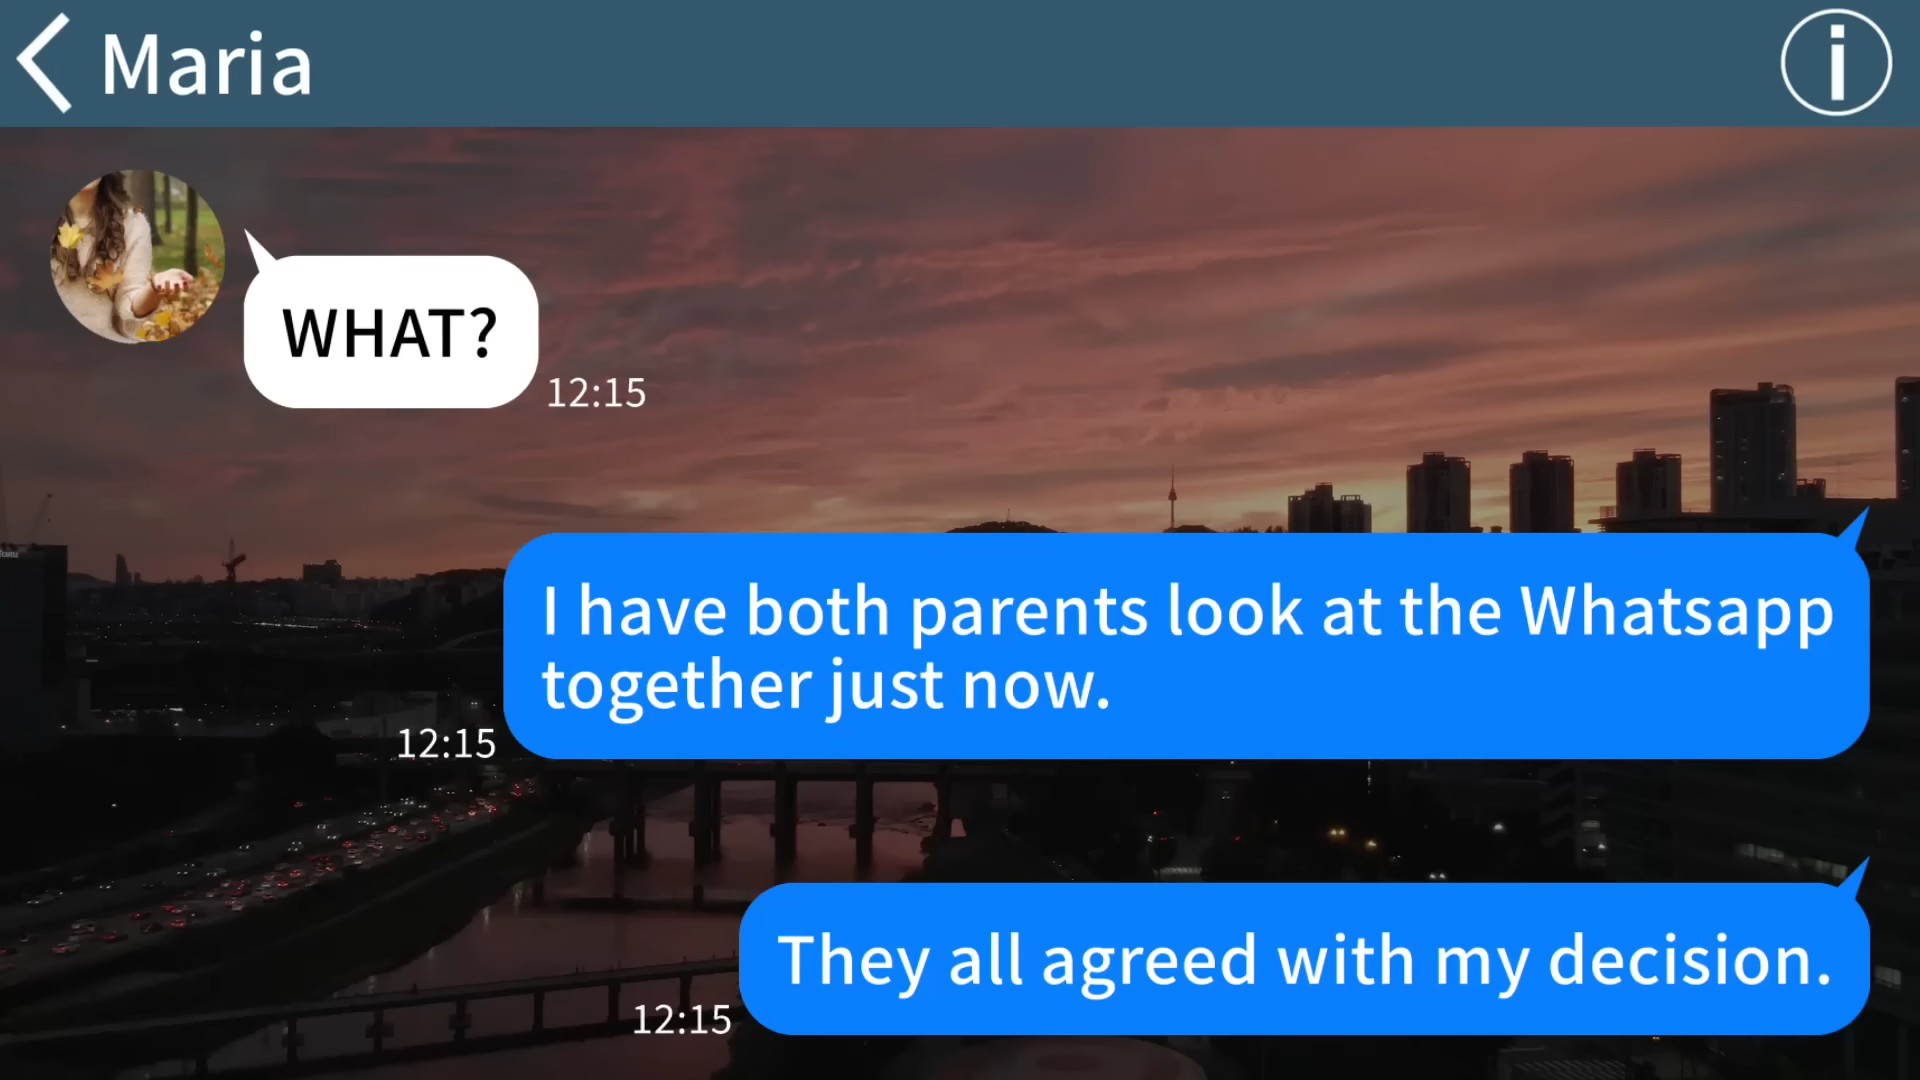 Maria
WHAT?
12:15
I have both parents look at the Whatsapp
together just now.
12:15
They all agreed with my decision.
12:15